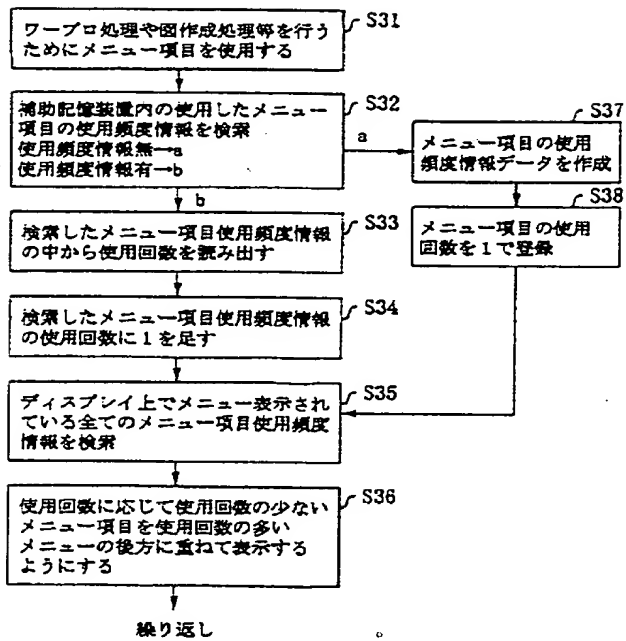 S31
ワープロ処理や図作成処理等を行う
ためにメニュー項目を使用する
S32
補助記憶装置内の使用したメニュー
項目の使用頻度情報を検索
使用頻度情報無→a
使用頻度情報有→b
a
S37
メニュー項目の使用
頻度情報データを作成
S38
メニュー項目の使用
回数を1で登録
b
S33
検索したメニュー項目使用頻度情報
の中から使用回数を読み出す
S34
検索したメニュー項目使用頻度情報
の使用回数に1を足す
S35
ディスプレイ上でメニュー表示され
ている全てのメニュー項目使用頻度
情報を検索
S36
使用回数に応じて使用回数の少ない
メニュー項目を使用回数の多い
メニューの後方に重ねて表示する
ようにする
繰り返し